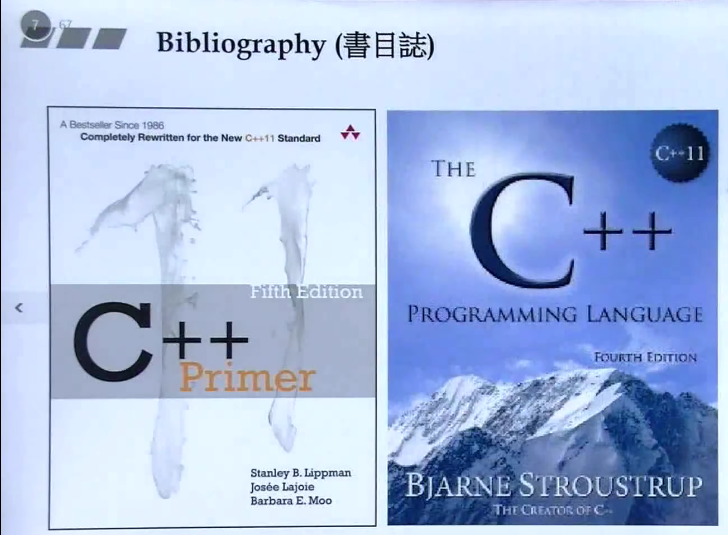 7 67
Bibliography (書目誌)
A Bestseller Since 1986
Completely Rewritten for the New C++11 Standard
Fifth Edition
C++
Primer
Stanley B. Lippman
Josée Lajoie
Barbara E. Moo
C++11
THE
C++
PROGRAMMING LANGUAGE
FOURTH EDITION
BJARNE STROUSTRUP
THE CREATOR OF C++